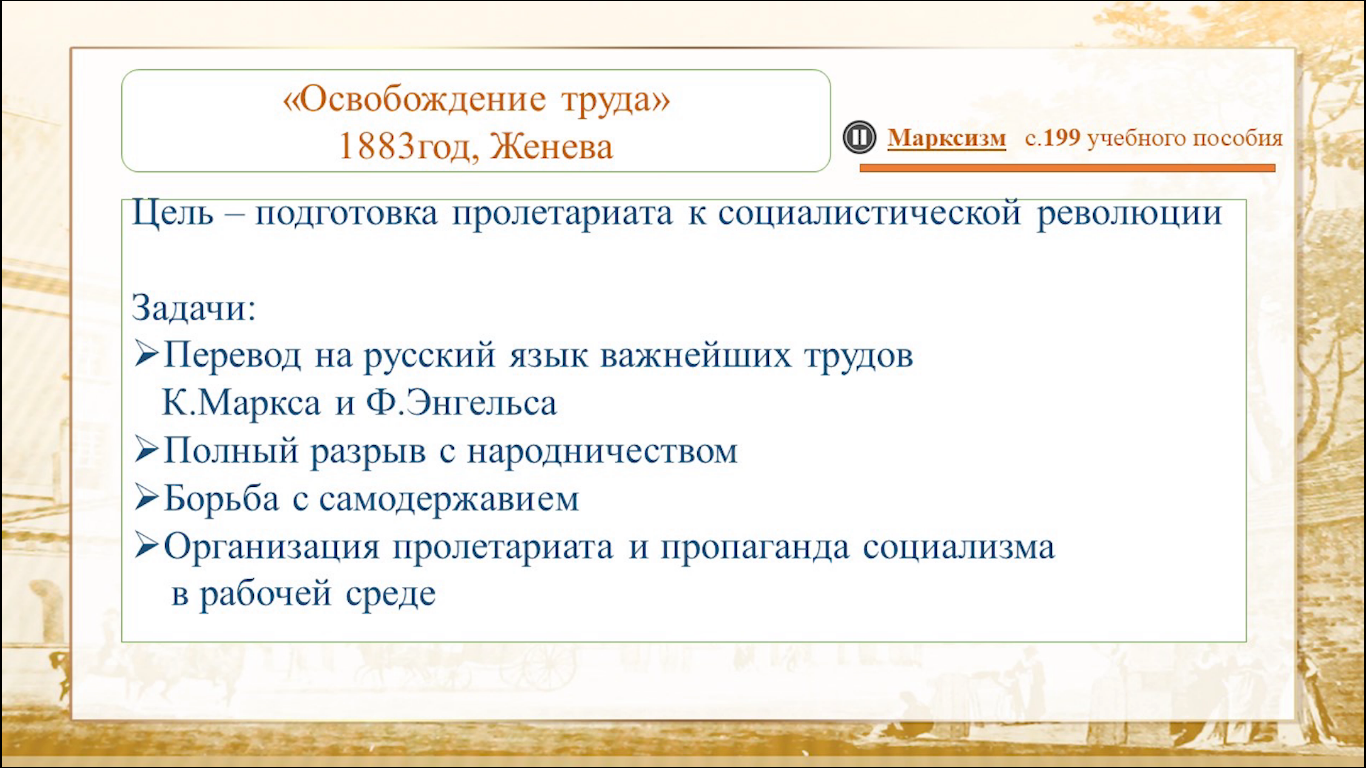 «Освобождение труда»
1883год, Женева
Марксизм с.199 учебного пособия
Цель – подготовка пролетариата к социалистической революции
Задачи:
➢Перевод на русский язык важнейших трудов
К.Маркса и Ф.Энгельса
➢Полный разрыв с народничеством
➢Борьба с самодержавием
➢Организация пролетариата и пропаганда социализма
в рабочей среде